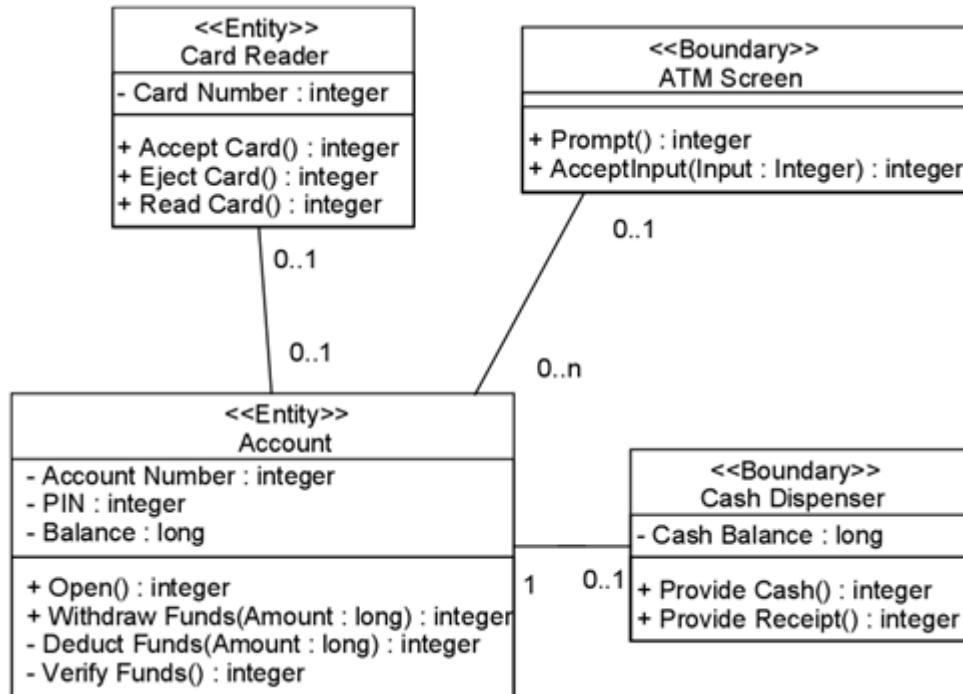 <<Entity>>
Card Reader
- Card Number : integer
+ Accept Card() : integer
+ Eject Card() : integer
+ Read Card() : integer
<<Boundary>>
ATM Screen
+ Prompt() : integer
+ AcceptInput(Input : Integer) : integer
0..1
0..1
0..1
0..n
<<Entity>>
Account
- Account Number : integer
- PIN : integer
- Balance : long
+ Open() : integer
+ Withdraw Funds(Amount : long) : integer
- Deduct Funds(Amount : long) : integer
- Verify Funds() : integer
1
0..1
<<Boundary>>
Cash Dispenser
- Cash Balance : long
+ Provide Cash() : integer
+ Provide Receipt() : integer